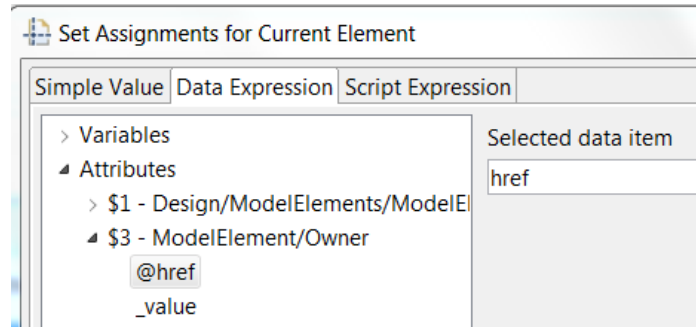 Set Assignments for Current Element
Simple Value Data Expression Script Expression
Variables
Selected data item
Attributes
href
$1 - Design/ModelElements/ModelEl
$3 - ModelElement/Owner
@href
_value